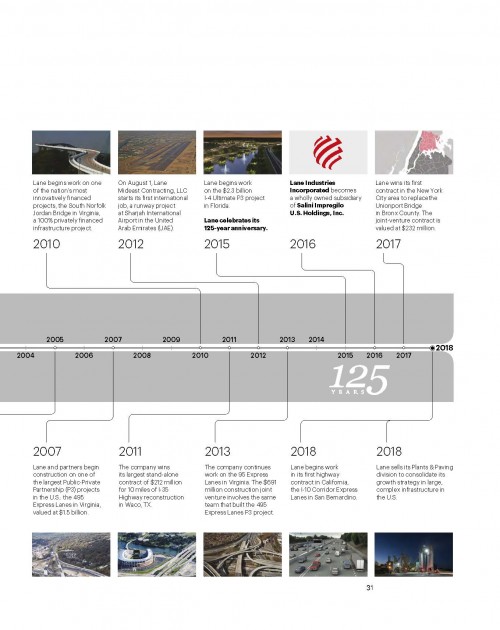 Lane begins work on one
of the nation's most
innovatively financed
projects, the South Norfolk
Jordan Bridge in Virginia,
a 100% privately financed
infrastructure project.
2010
On August 1, Lane
Mideast Contracting, LLC
starts its first international
job, a runway project
at Sharjah International
Airport in the United
Arab Emirates (UAE).
2012
Lane begins work
on the $2.3 billion
I-4 Ultimate P3 project
in Florida.
Lane celebrates its
125-year anniversary.
2015
Lane Industries
Incorporated becomes
a wholly owned subsidiary
of Salini Impregilo
U.S. Holdings, Inc.
2016
Lane wins its first
contract in the New York
City area to replace the
Unionport Bridge
in Bronx County. The
joint-venture contract is
valued at $232 million.
2017
2005 2007 2009 2011 2013 2014
2018
2004 2006 2008 2010 2012 2015 2016 2017
125
YEARS
2007
Lane and partners begin
construction on one of
the largest Public-Private
Partnership (P3) projects
in the U.S., the 495
Express Lanes in Virginia,
valued at $1.5 billion.
2011
The company wins
its largest stand-alone
contract of $212 million
for 10 miles of I-35
Highway reconstruction
in Waco, TX.
2013
The company continues
work on the 95 Express
Lanes in Virginia. The $691
million construction joint
venture involves the same
team that built the 495
Express Lanes P3 project.
2018
Lane begins work
in its first highway
contract in California,
the I-10 Corridor Express
Lanes in San Bernardino.
2018
Lane sells its Plants & Paving
division to consolidate its
growth strategy in large,
complex infrastructure in
the U.S.
31